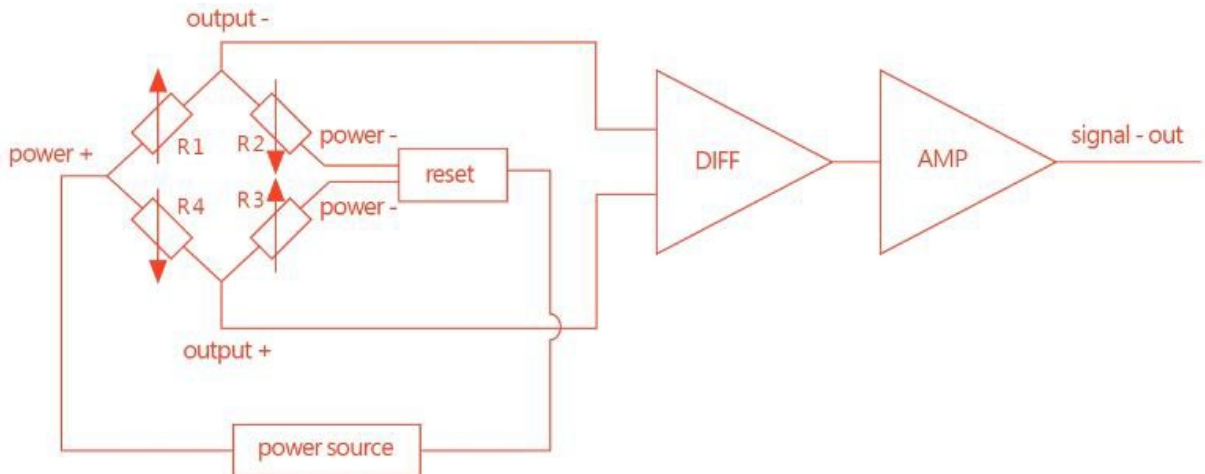 output -
R1
R2
power -
power +
reset
DIFF
AMP
signal - out
R4
R3
power -
output +
power source